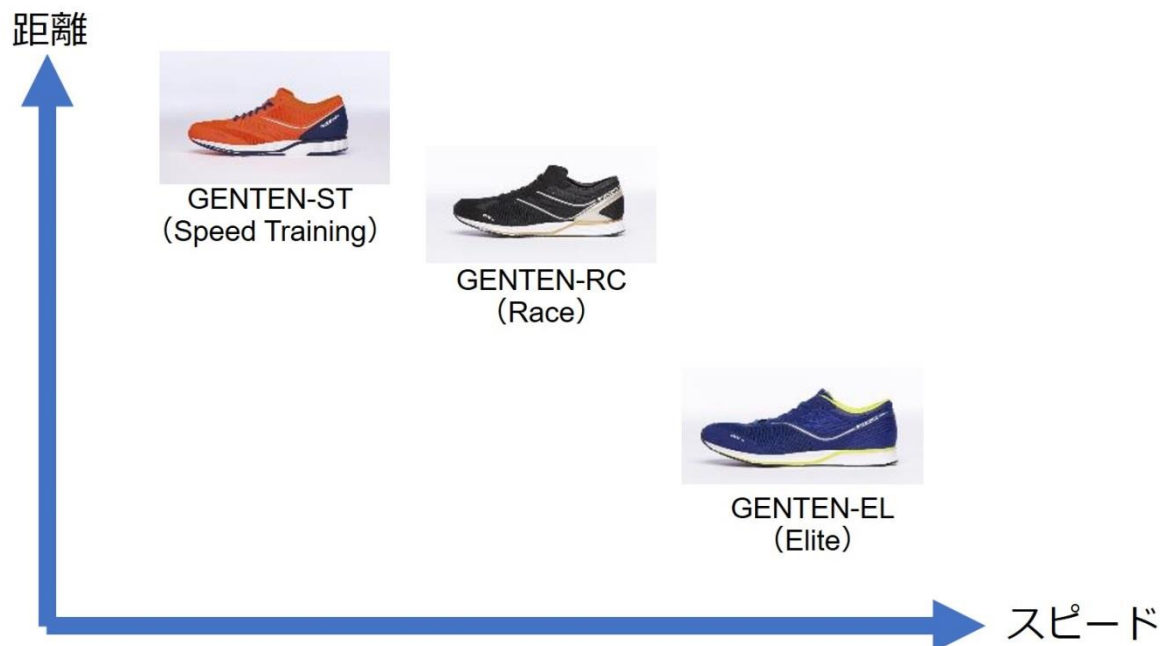 距離
GENTEN-ST
（Speed Training）
GENTEN-RC
（Race）
GENTEN-EL
（Elite）
スピード